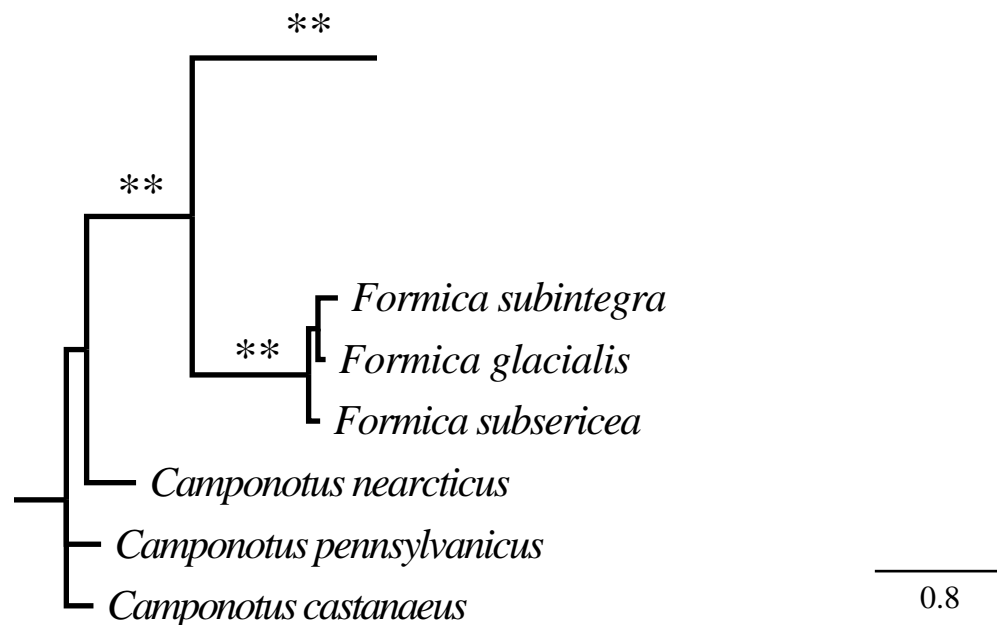 **
**
Formica subintegra
**
Formica glacialis
Formica subsericea
Camponotus nearcticus
Camponotus pennsylvanicus
0.8
Camponotus castanaeus